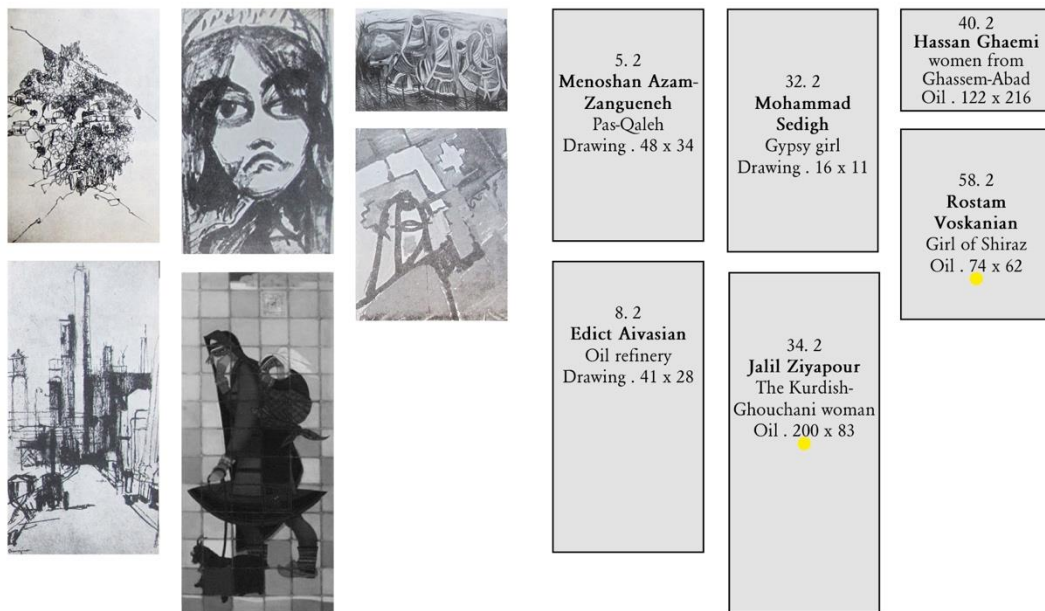 5. 2
Menoshan Azam-
Zangueneh
Pas-Qaleh
Drawing . 48 x 34
8. 2
Edict Aivasian
Oil refinery
Drawing . 41 x 28
32. 2
Mohammad
Sedigh
Gypsy girl
Drawing . 16 x 11
34. 2
Jalil Ziyapour
The Kurdish-
Ghouchani woman
Oil . 200 x 83
40. 2
Hassan Ghaemi
women from
Ghassem-Abad
Oil . 122 x 216
58. 2
Rostam
Voskanian
Girl of Shiraz
Oil . 74 x 62